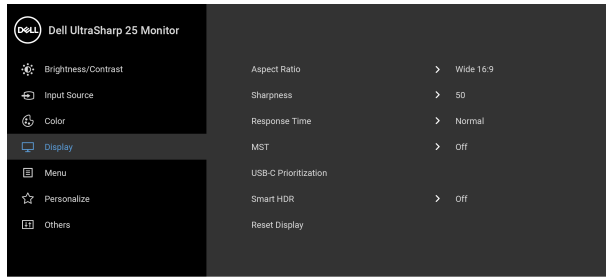 DELL Dell UltraSharp 25 Monitor
Brightness/Contrast
Input Source
Color
Display
Menu
Personalize
Others
Aspect Ratio > Wide 16:9
Sharpness > 50
Response Time > Normal
MST > Off
USB-C Prioritization
Smart HDR > Off
Reset Display